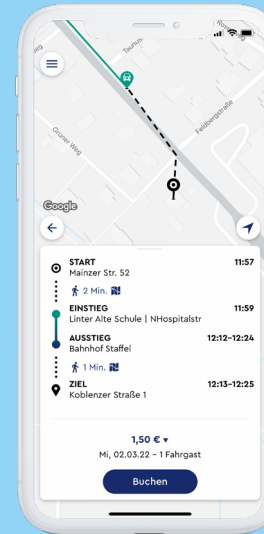 Taunus
Feldbergstraße
Grüner Weg
Google
START 11:57
Mainzer Str. 52
2 Min.
EINSTIEG 11:59
Linter Alte Schule | NHospitalstr
AUSSTIEG 12:12–12:24
Bahnhof Staffel
1 Min.
ZIEL 12:13–12:25
Koblenzer Straße 1
1,50 € ▾
Mi, 02.03.22 – 1 Fahrgast
Buchen